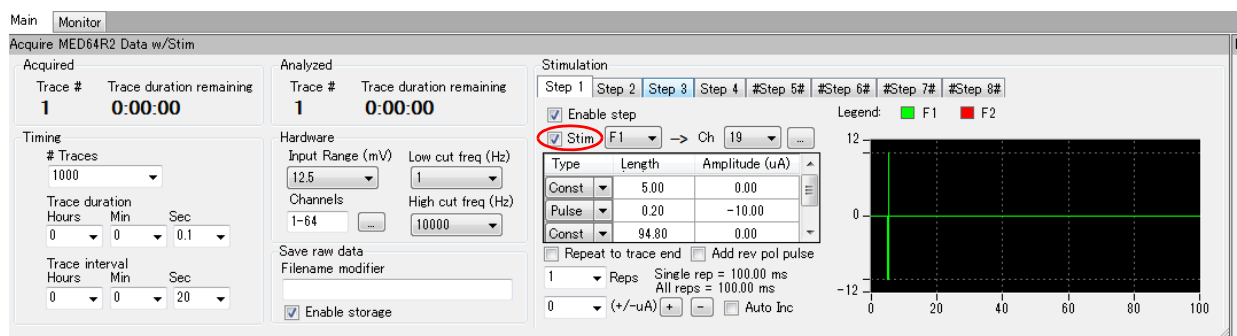 Main Monitor
Acquire MED64R2 Data w/Stim
Acquired
Trace # Trace duration remaining
1 0:00:00
Timing
# Traces
1000
Trace duration
Hours Min Sec
0 0 0.1
Trace interval
Hours Min Sec
0 0 20
Analyzed
Trace # Trace duration remaining
1 0:00:00
Hardware
Input Range (mV) Low cut freq (Hz)
12.5 1
Channels High cut freq (Hz)
1-64 ... 10000
Save raw data
Filename modifier
Enable storage
Stimulation
Step 1 Step 2 Step 3 Step 4 #Step 5# #Step 6# #Step 7# #Step 8#
Enable step
Stim F1 -> Ch 19 ...
Type Length Amplitude (uA)
Const 5.00 0.00
Pulse 0.20 -10.00
Const 94.80 0.00
Repeat to trace end Add rev pol pulse
1 Reps Single rep = 100.00 ms
All reps = 100.00 ms
0 (+/-uA) + - Auto Inc
Legend: F1 F2
12
0
-12
0 20 40 60 80 100